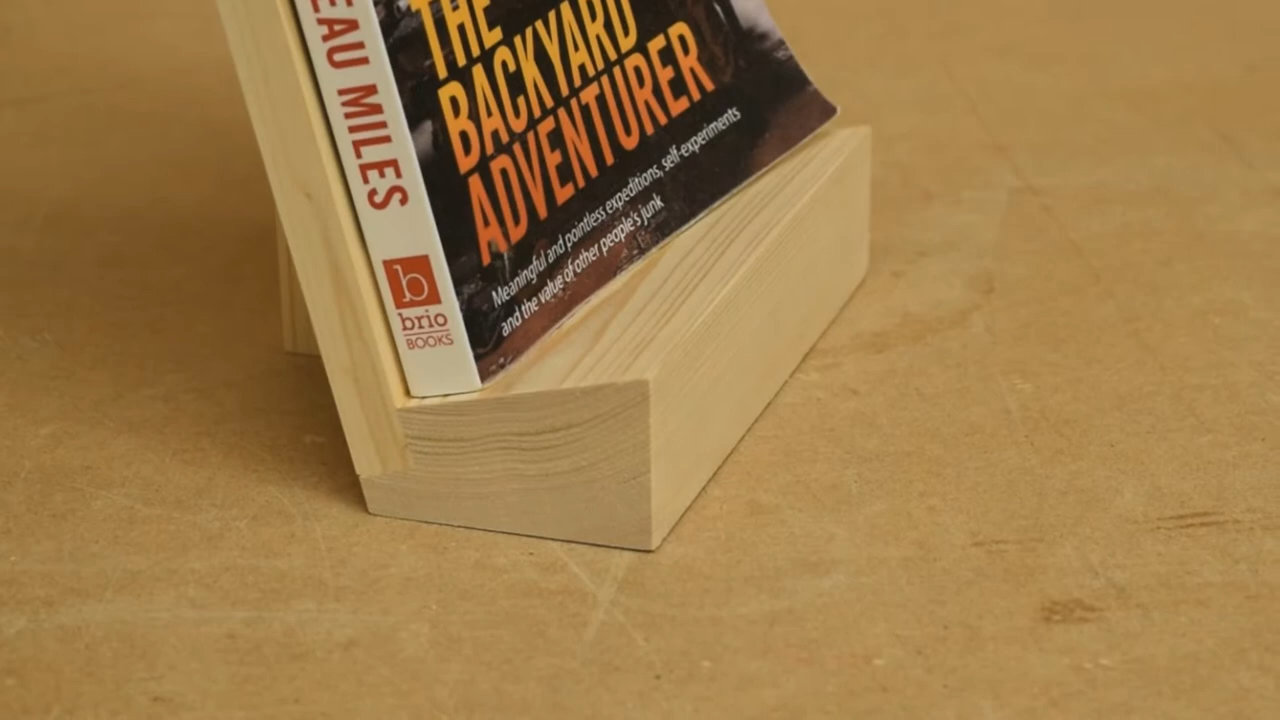 EAU MILES
b
brio
BOOKS
THE
BACKYARD
ADVENTURER
Meaningful and pointless expeditions, self-experiments
and the value of other people's junk